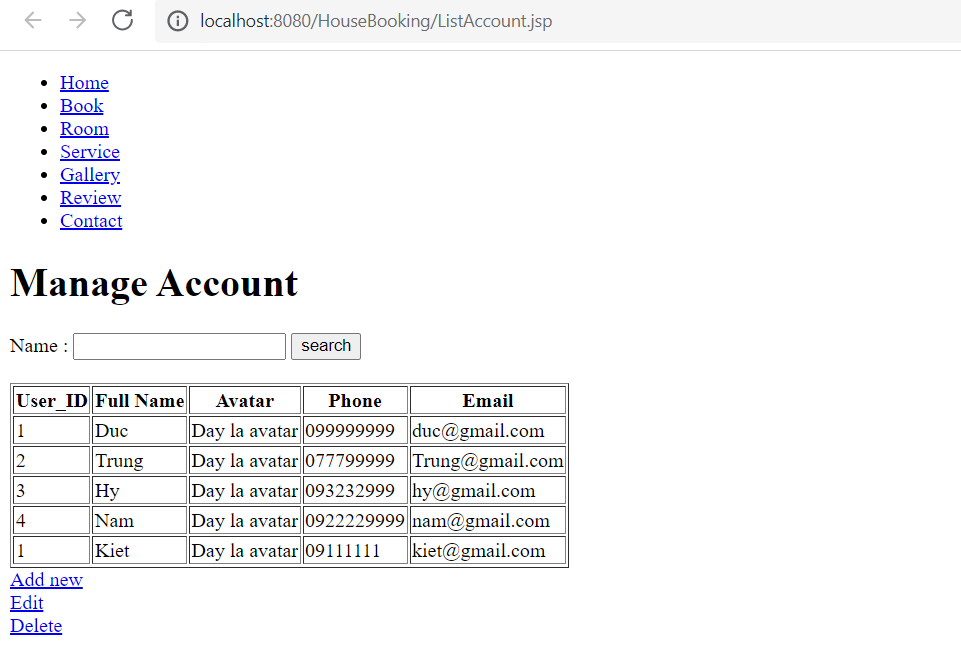 localhost:8080/HouseBooking/ListAccount.jsp
Home
Book
Room
Service
Gallery
Review
Contact
Manage Account
Name : search
User_ID Full Name Avatar Phone Email
1 Duc Day la avatar 099999999 duc@gmail.com
2 Trung Day la avatar 077799999 Trung@gmail.com
3 Hy Day la avatar 093232999 hy@gmail.com
4 Nam Day la avatar 0922229999 nam@gmail.com
1 Kiet Day la avatar 09111111 kiet@gmail.com
Add new
Edit
Delete